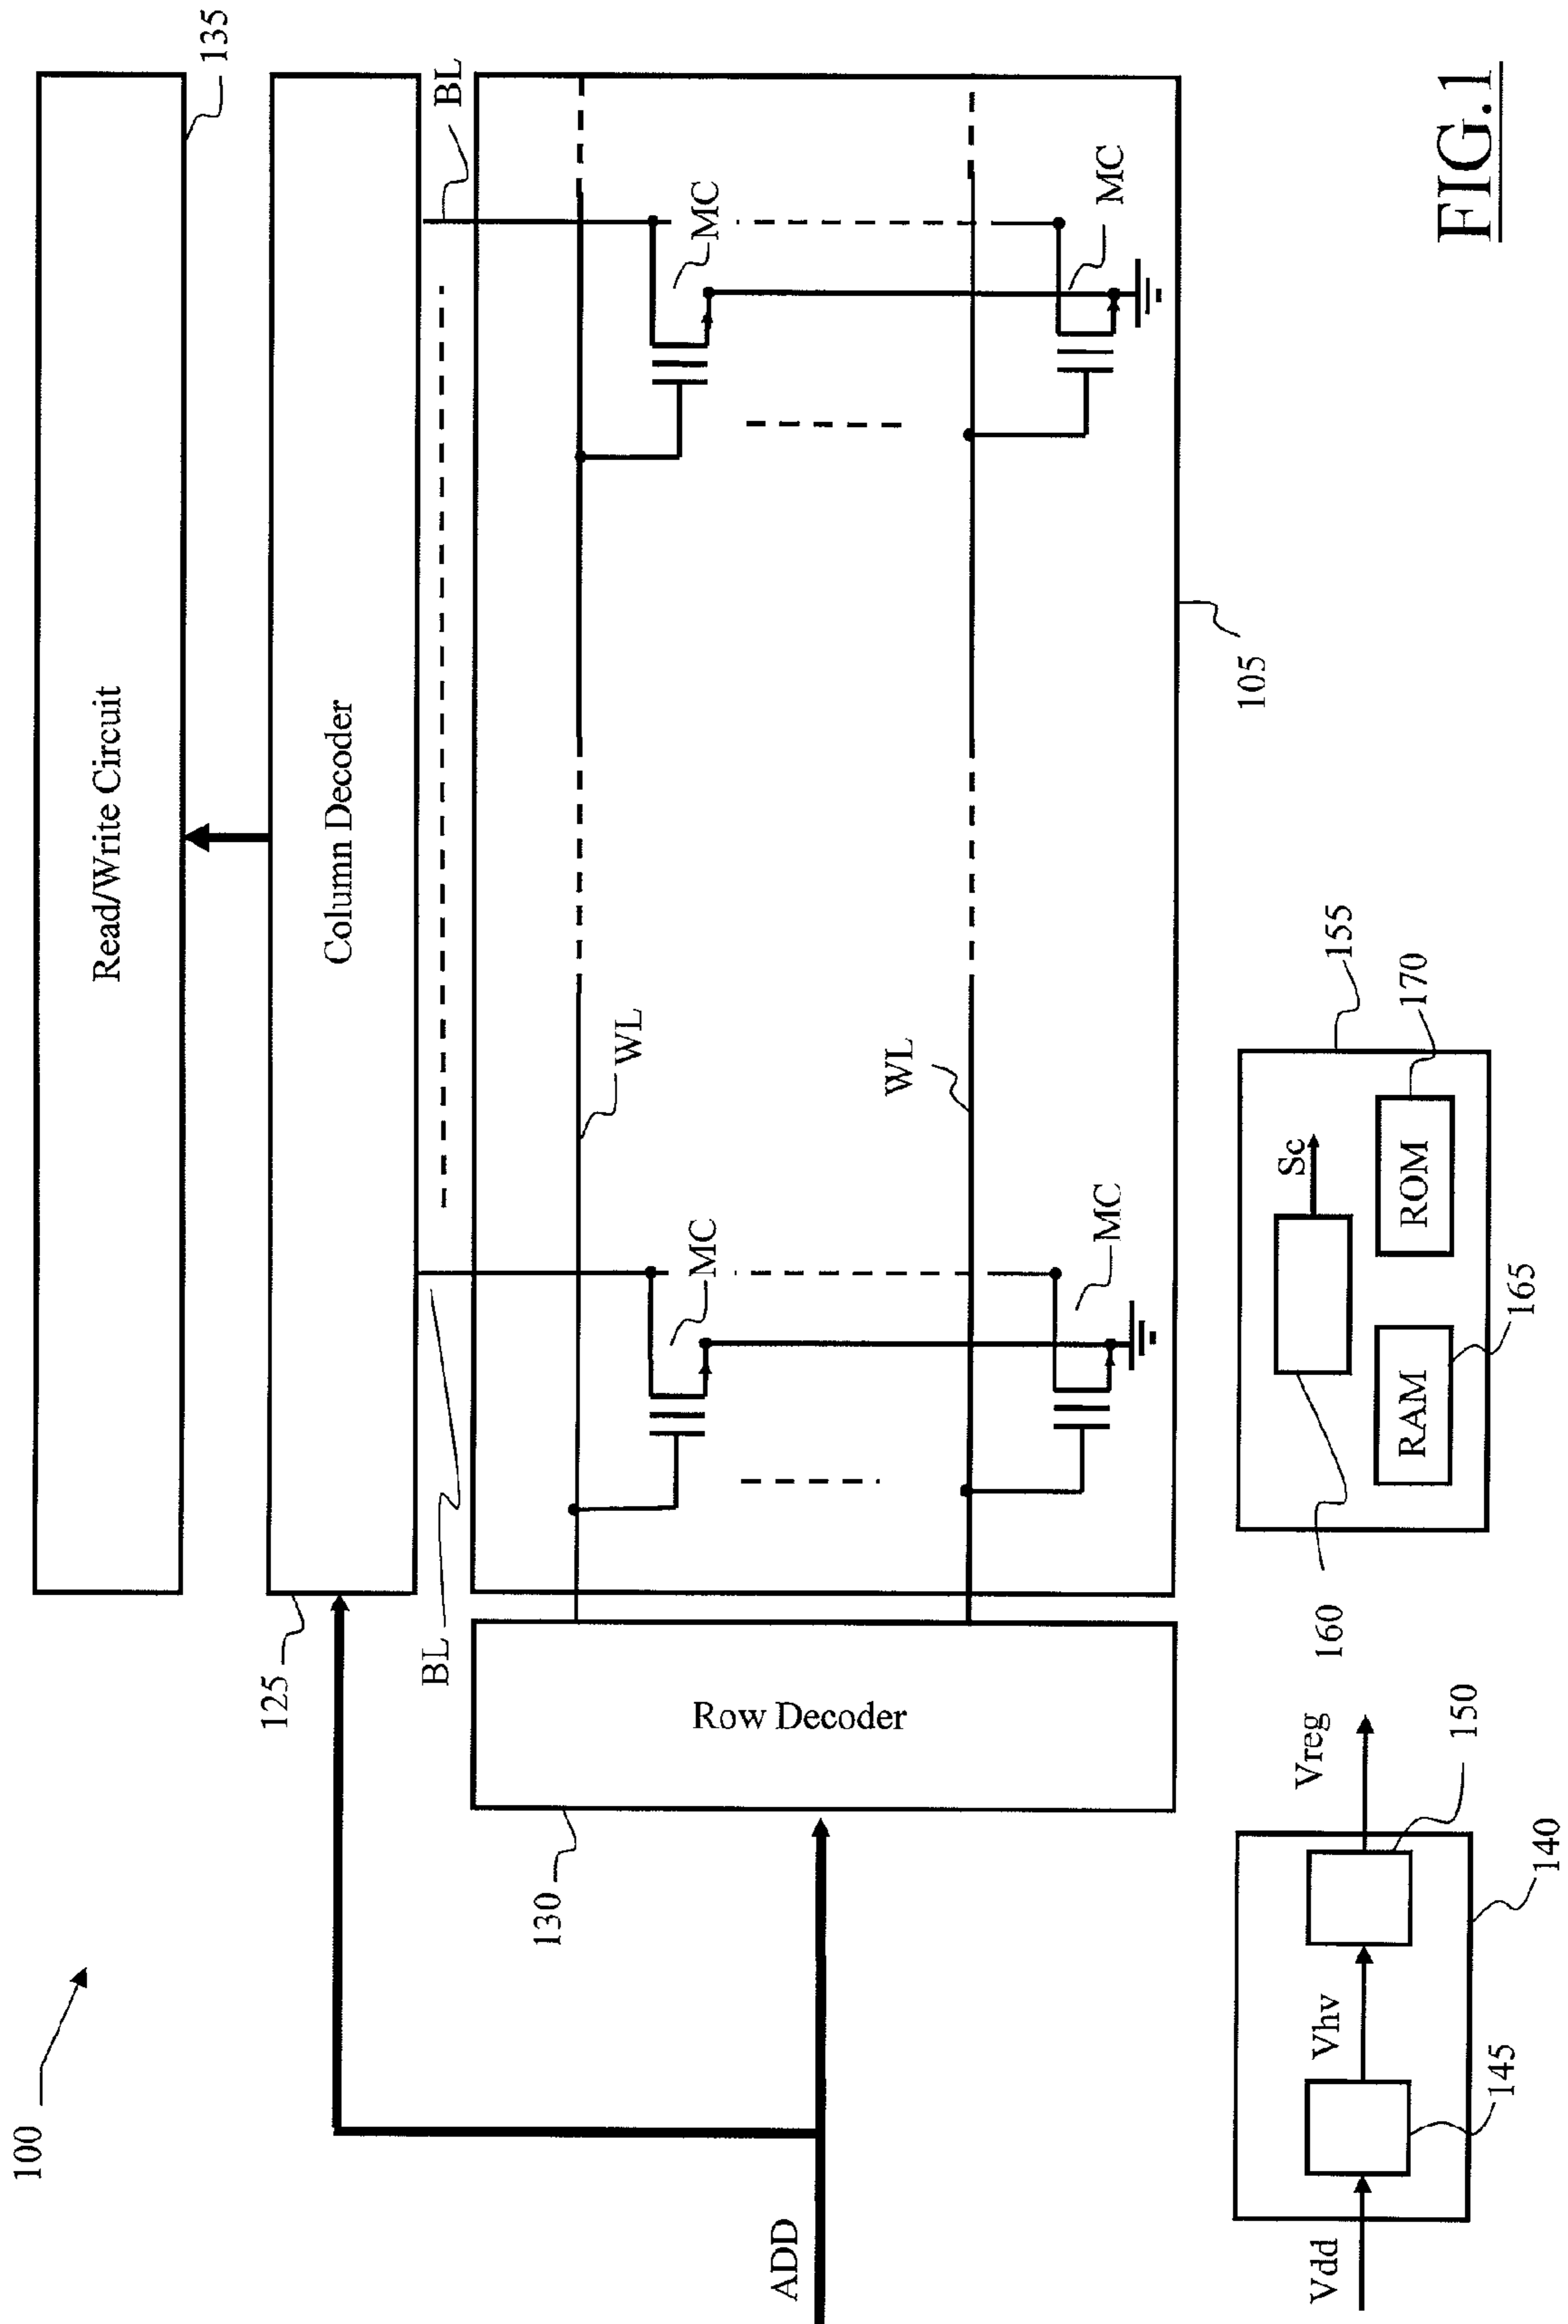 100
Read/Write Circuit
135
Column Decoder
125
BL
BL
ADD
130
Row Decoder
WL
WL
MC
MC
MC
MC
105
Vdd
145
Vhv
150
Vreg
140
160
Sc
RAM
165
ROM
170
155
FIG.1